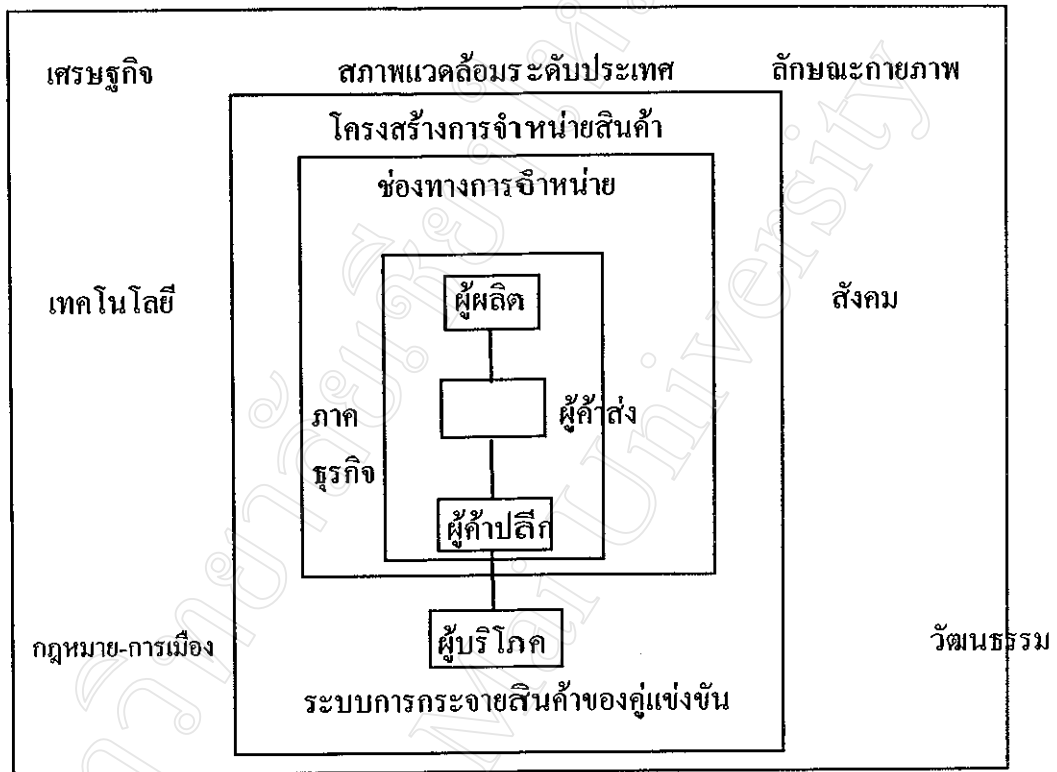 เศรษฐกิจ สภาพแวดล้อมระดับประเทศ ลักษณะกายภาพ
โครงสร้างการจำหน่ายสินค้า
ช่องทางการจำหน่าย
ผู้ผลิต
เทคโนโลยี สังคม
ภาค ผู้ค้าส่ง
ธุรกิจ
ผู้ค้าปลีก
กฎหมาย-การเมือง ผู้บริโภค วัฒนธรรม
ระบบการกระจายสินค้าของคู่แข่งขัน
Mai University